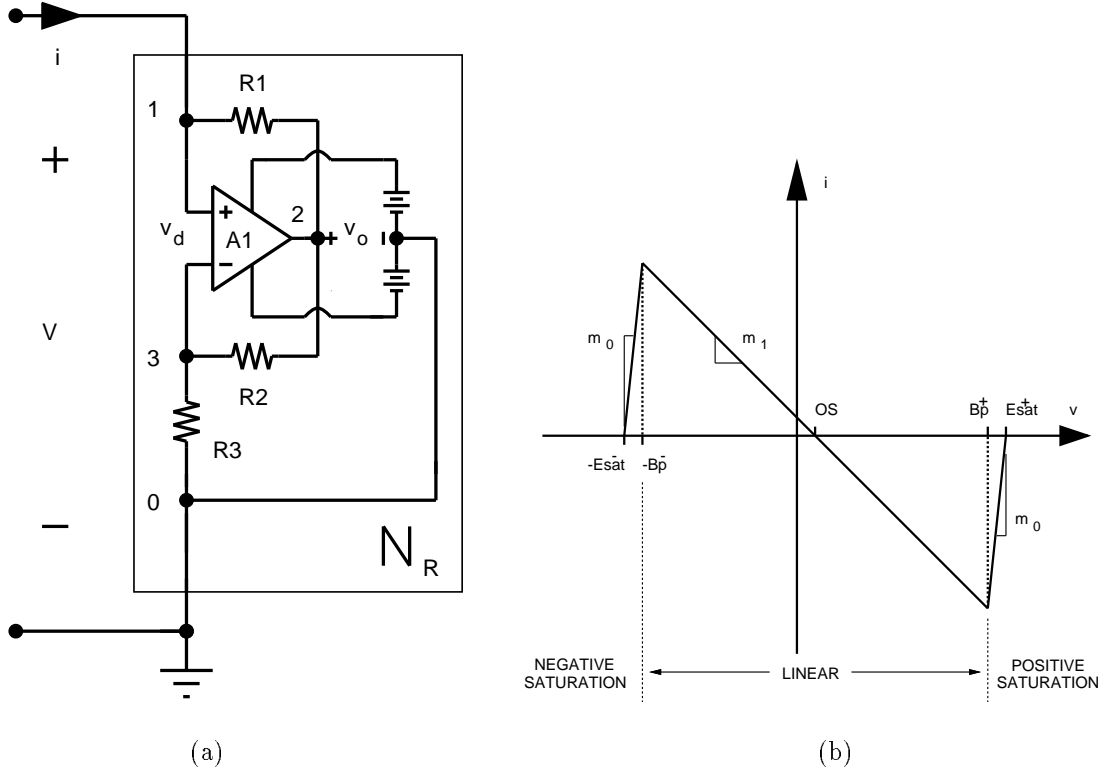 i
R1
1
+
v d
+
A1
−
2
+
v o
V
3
R2
R3
0
−
N R
(a)
i
m 0
m 1
OS
Bp +
Esat +
v
-Esat -
-Bp -
m 0
NEGATIVE
SATURATION
LINEAR
POSITIVE
SATURATION
(b)